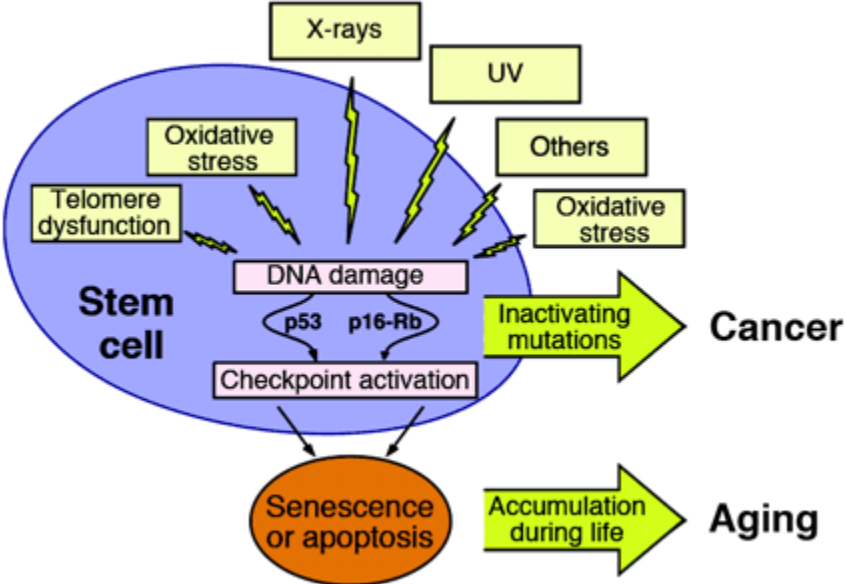 X-rays
UV
Oxidative
stress
Others
Telomere
dysfunction
Oxidative
stress
DNA damage
Stem
cell
p53
p16-Rb
Inactivating
mutations
Cancer
Checkpoint activation
Senescence
or apoptosis
Accumulation
during life
Aging